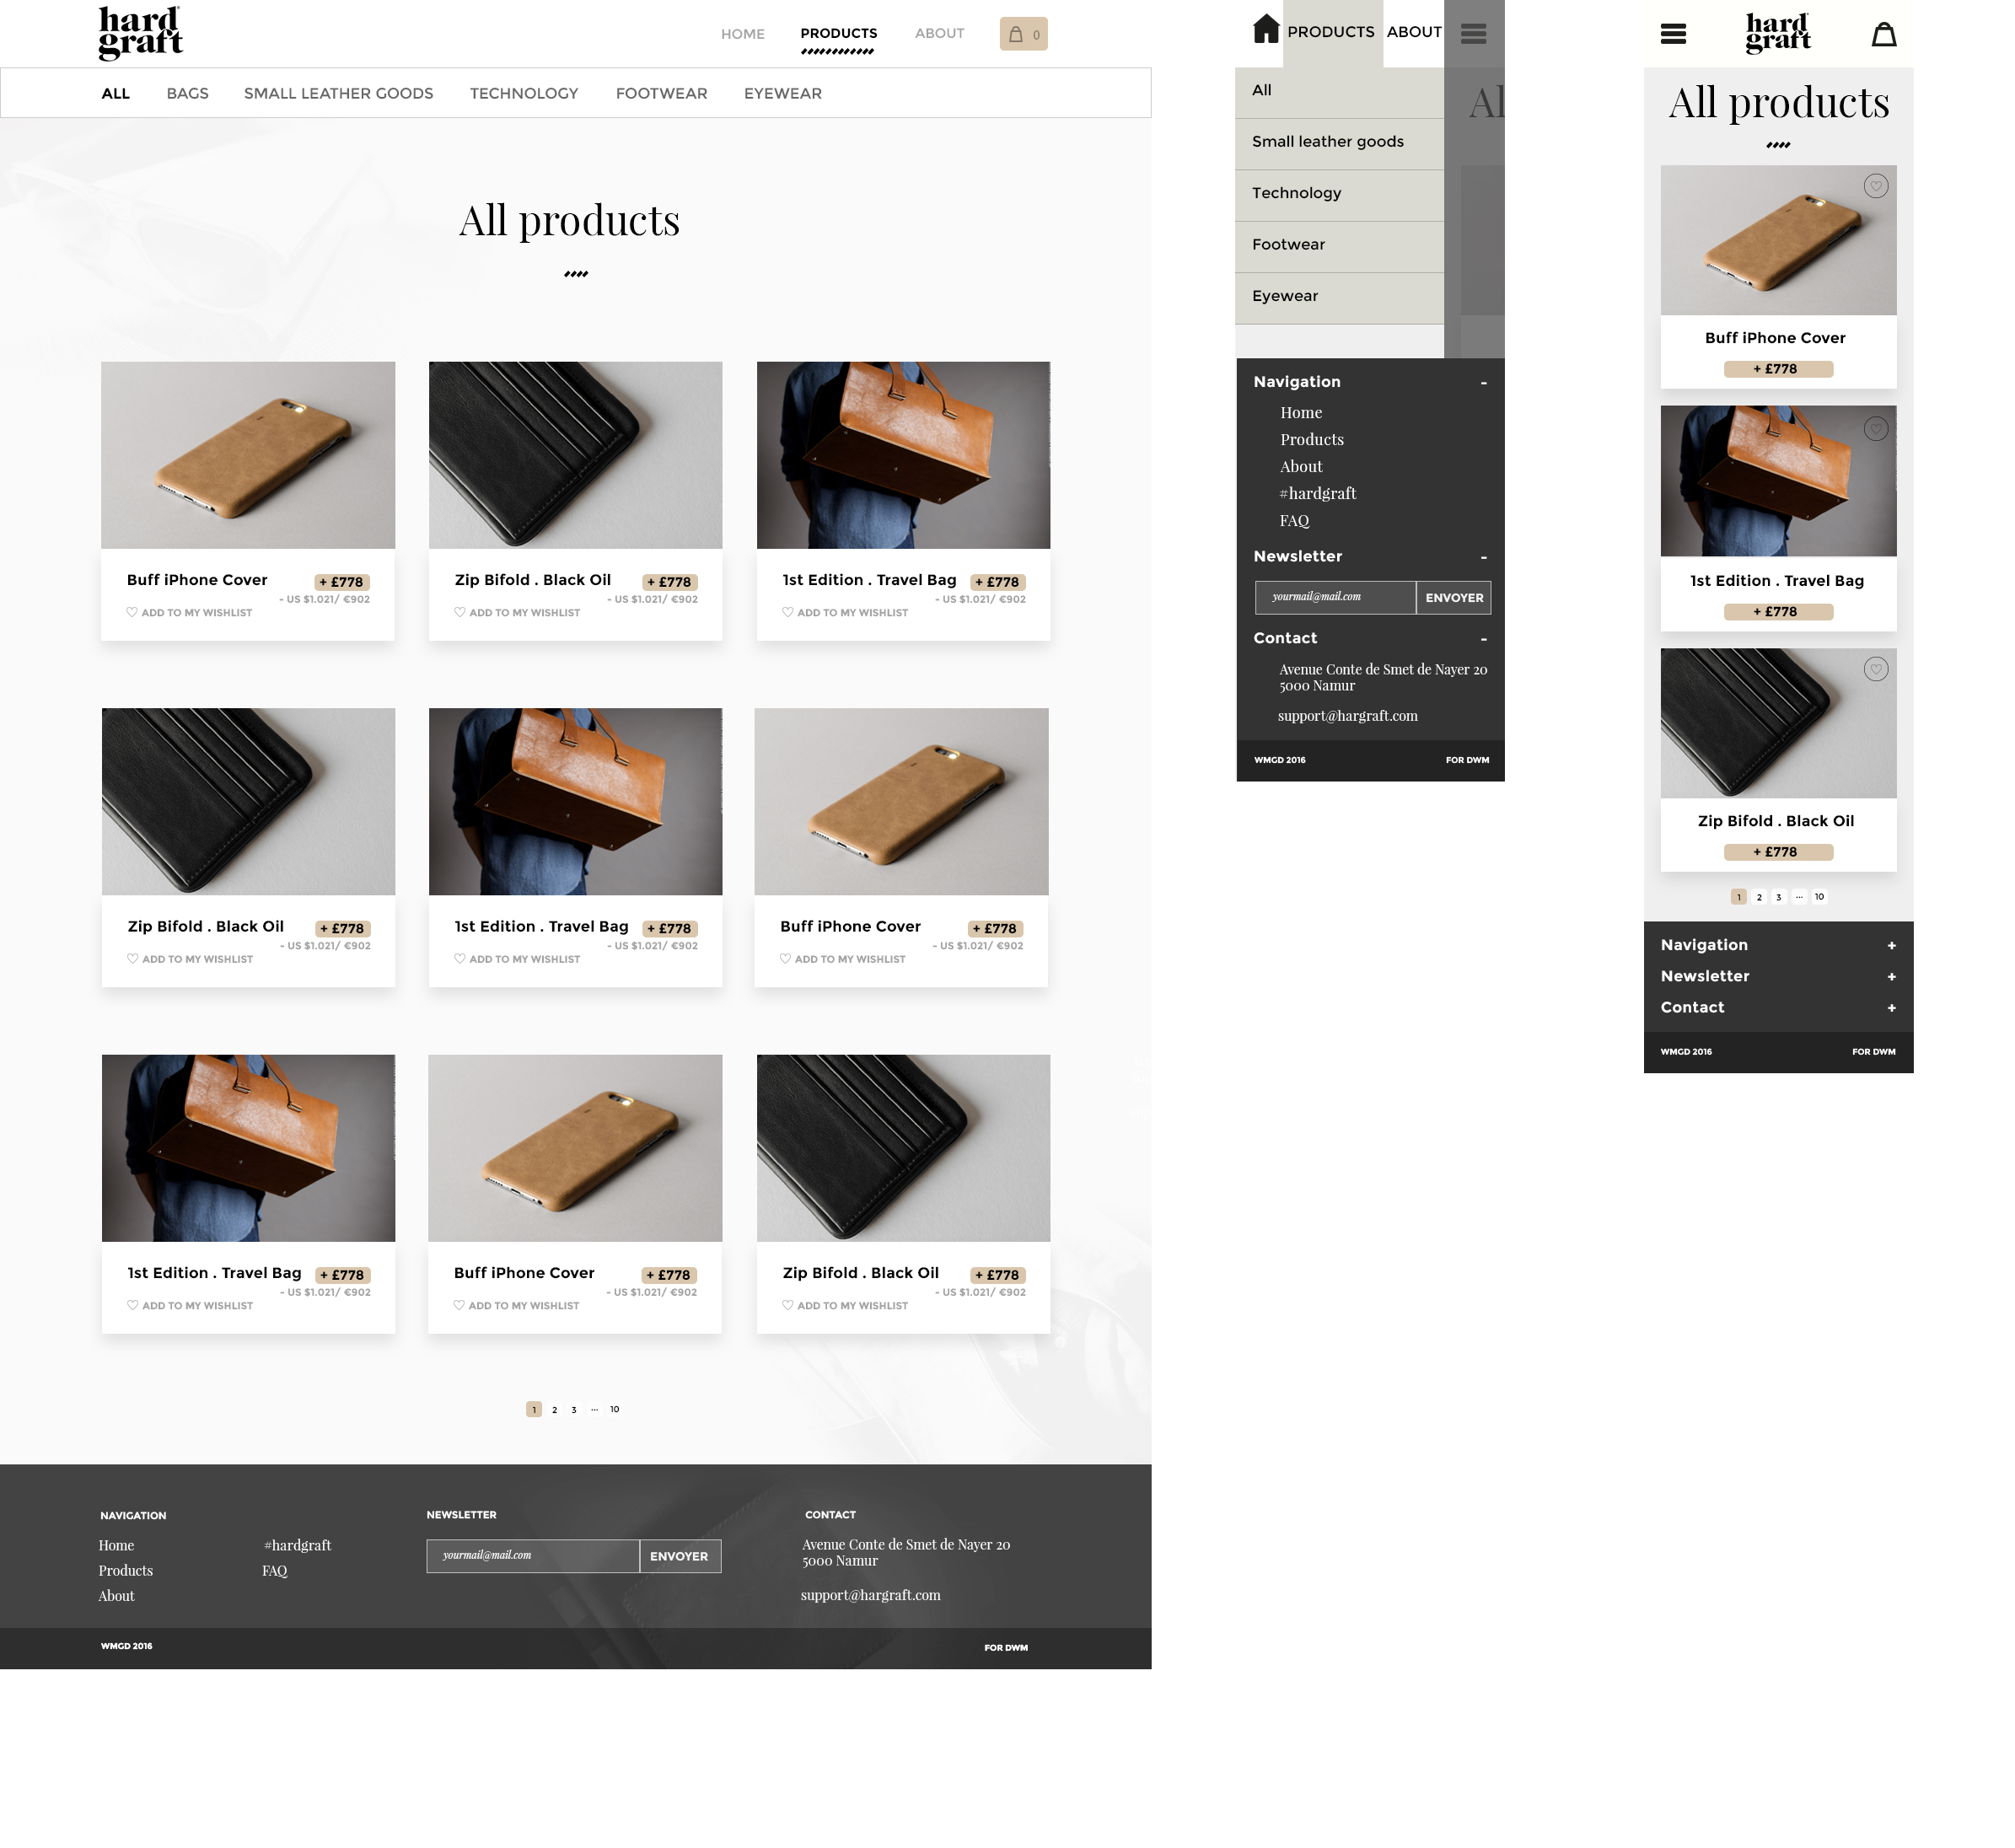 hard
graft
HOME PRODUCTS ABOUT 0
ALL BAGS SMALL LEATHER GOODS TECHNOLOGY FOOTWEAR EYEWEAR
All products
Buff iPhone Cover + £778
- US $1.021/ €902
ADD TO MY WISHLIST
Zip Bifold . Black Oil + £778
- US $1.021/ €902
ADD TO MY WISHLIST
1st Edition . Travel Bag + £778
- US $1.021/ €902
ADD TO MY WISHLIST
Zip Bifold . Black Oil + £778
- US $1.021/ €902
ADD TO MY WISHLIST
1st Edition . Travel Bag + £778
- US $1.021/ €902
ADD TO MY WISHLIST
Buff iPhone Cover + £778
- US $1.021/ €902
ADD TO MY WISHLIST
1st Edition . Travel Bag + £778
- US $1.021/ €902
ADD TO MY WISHLIST
Buff iPhone Cover + £778
- US $1.021/ €902
ADD TO MY WISHLIST
Zip Bifold . Black Oil + £778
- US $1.021/ €902
ADD TO MY WISHLIST
1 2 3 ... 10
NAVIGATION
Home
Products
About
#hardgraft
FAQ
NEWSLETTER
yourmail@mail.com ENVOYER
CONTACT
Avenue Conte de Smet de Nayer 20
5000 Namur
support@hargraft.com
WMGD 2016 FOR DWM
PRODUCTS ABOUT
Al
All
Small leather goods
Technology
Footwear
Eyewear
Navigation -
Home
Products
About
#hardgraft
FAQ
Newsletter -
yourmail@mail.com ENVOYER
Contact -
Avenue Conte de Smet de Nayer 20
5000 Namur
support@hargraft.com
WMGD 2016 FOR DWM
hard
graft
All products
Buff iPhone Cover
+ £778
1st Edition . Travel Bag
+ £778
Zip Bifold . Black Oil
+ £778
1 2 3 ... 10
Navigation +
Newsletter +
Contact +
WMGD 2016 FOR DWM